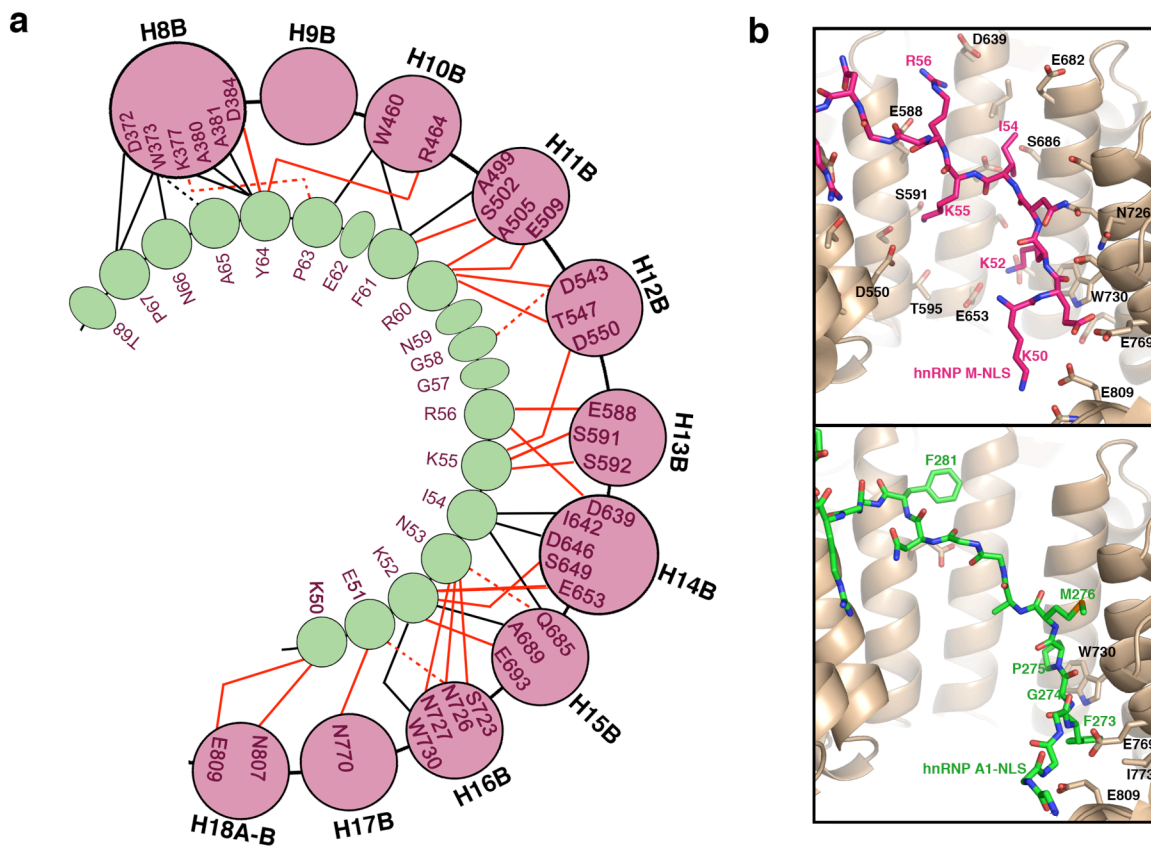 a
H8B
D372
W373
K377
A380
A381
D384
H9B
H10B
W460
R464
H11B
A499
S502
A505
E509
H12B
D543
T547
D550
H13B
E588
S591
S592
H14B
D639
I642
D646
S649
E653
H15B
Q685
A689
E693
H16B
S723
N726
N727
W730
H17B
N770
H18A-B
N807
E809
T68
P67
N66
A65
Y64
P63
E62
F61
R60
N59
G58
G57
R56
K55
I54
N53
K52
E51
K50
b
D639
R56
E682
E588
I54
S686
S591
K55
N726
K52
D550
T595
E653
W730
E769
K50
hnRNP M-NLS
E809
F281
M276
W730
P275
G274
F273
E769
hnRNP A1-NLS
I773
E809